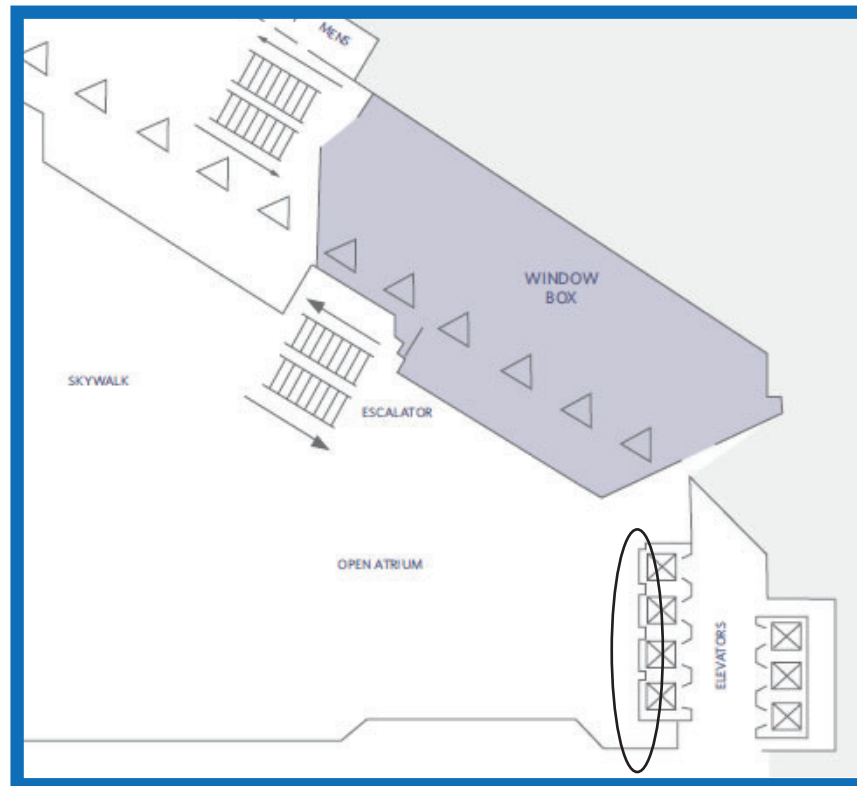 MENS
WINDOW
BOX
SKYWALK
ESCALATOR
OPEN ATRIUM
ELEVATORS